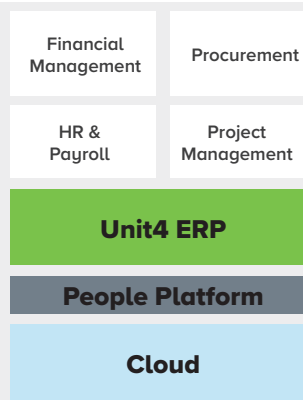 Financial
Management
Procurement
HR &
Payroll
Project
Management
Unit4 ERP
People Platform
Cloud